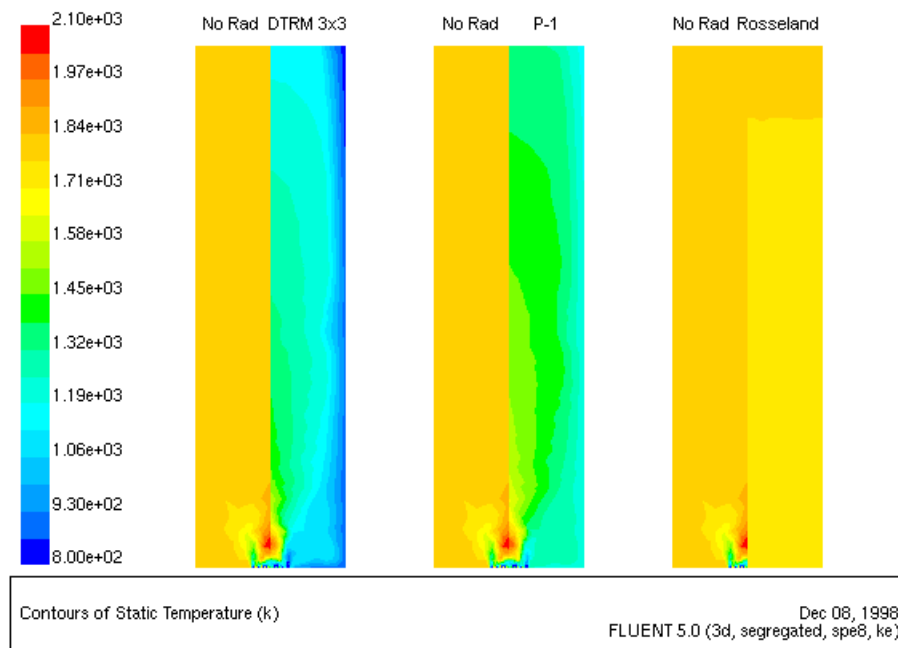 No Rad DTRM 3x3
No Rad P-1
No Rad Rosseland
2.10e+03
1.97e+03
1.84e+03
1.71e+03
1.58e+03
1.45e+03
1.32e+03
1.19e+03
1.06e+03
9.30e+02
8.00e+02
Contours of Static Temperature (k)
Dec 08, 1998
FLUENT 5.0 (3d, segregated, spe8, ke)